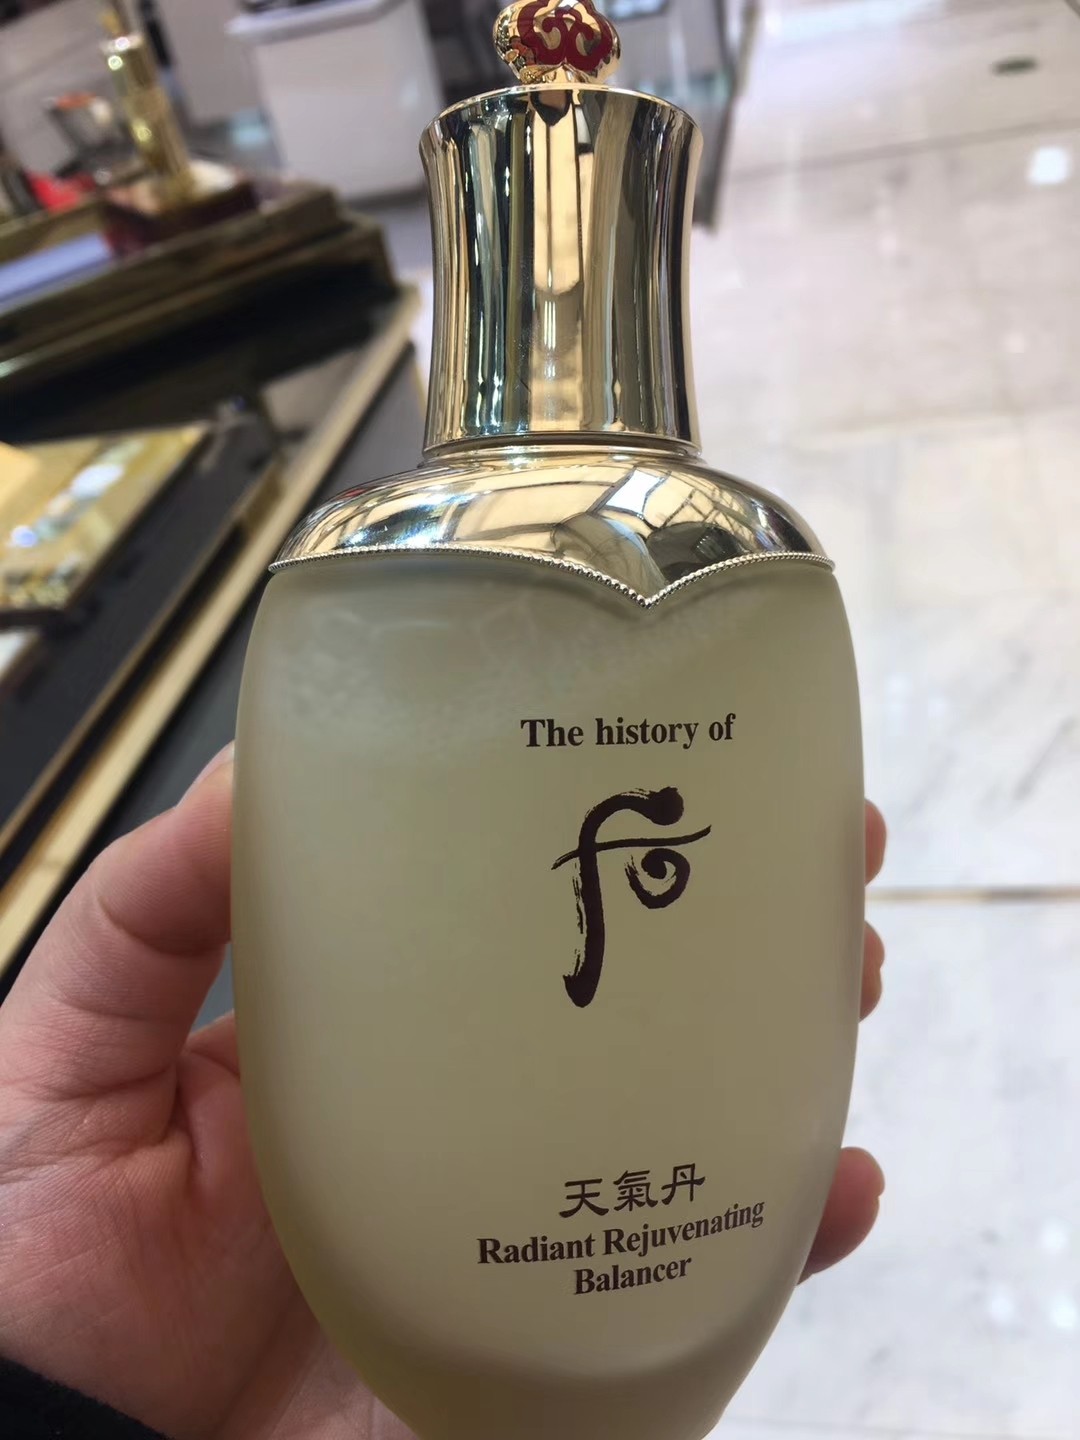 The history of
后
天氣丹
Radiant Rejuvenating
Balancer